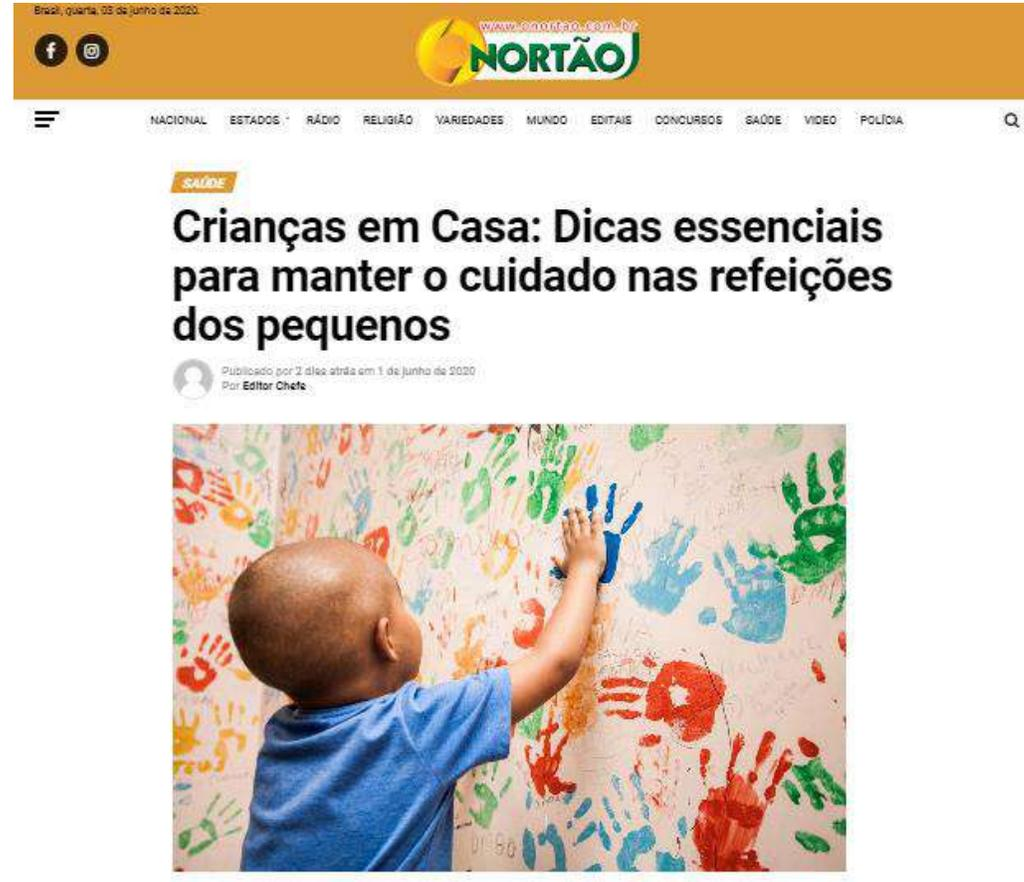 Brasil, quarta, 03 de junho de 2020.
www.onortao.com.br
NORTÃO
NACIONAL ESTADOS RÁDIO RELIGIÃO VARIEDADES MUNDO EDITAIS CONCURSOS SAÚDE VIDEO POLÍCIA
SAÚDE
Crianças em Casa: Dicas essenciais
para manter o cuidado nas refeições
dos pequenos
Publicado por 2 dias atrás em 1 de junho de 2020
Por Editor Chefe